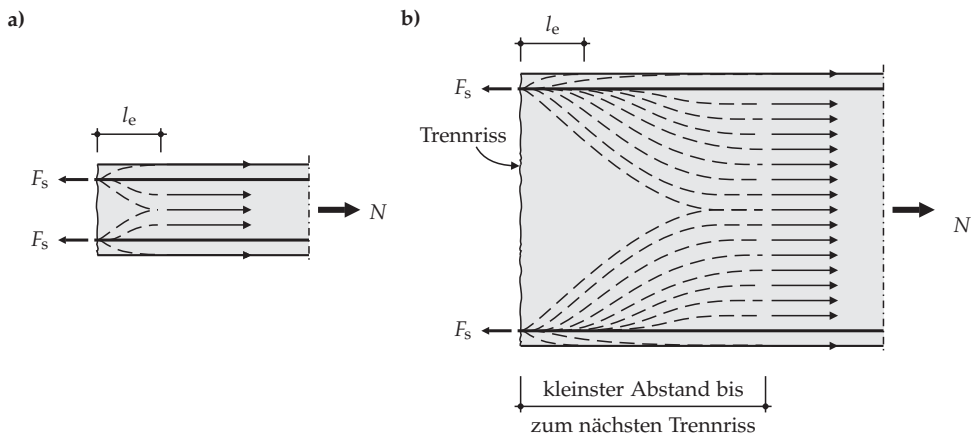 a)
l_e
F_s
F_s
N
b)
l_e
F_s
Trennriss
N
F_s
kleinster Abstand bis
zum nächsten Trennriss